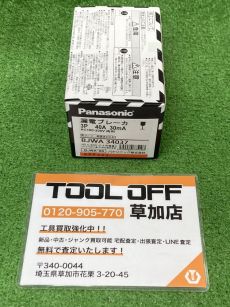 Panasonic
漏電ブレーカ
3P 40A 30mA
BJWA 34037
TOOL OFF
0120-905-770 草加店
工具買取強化中！！
新品・中古・ジャンク買取可能 宅配査定・出張査定・LINE査定
無料で査定いたします！
〒340-0044
埼玉県草加市花栗 3-20-45